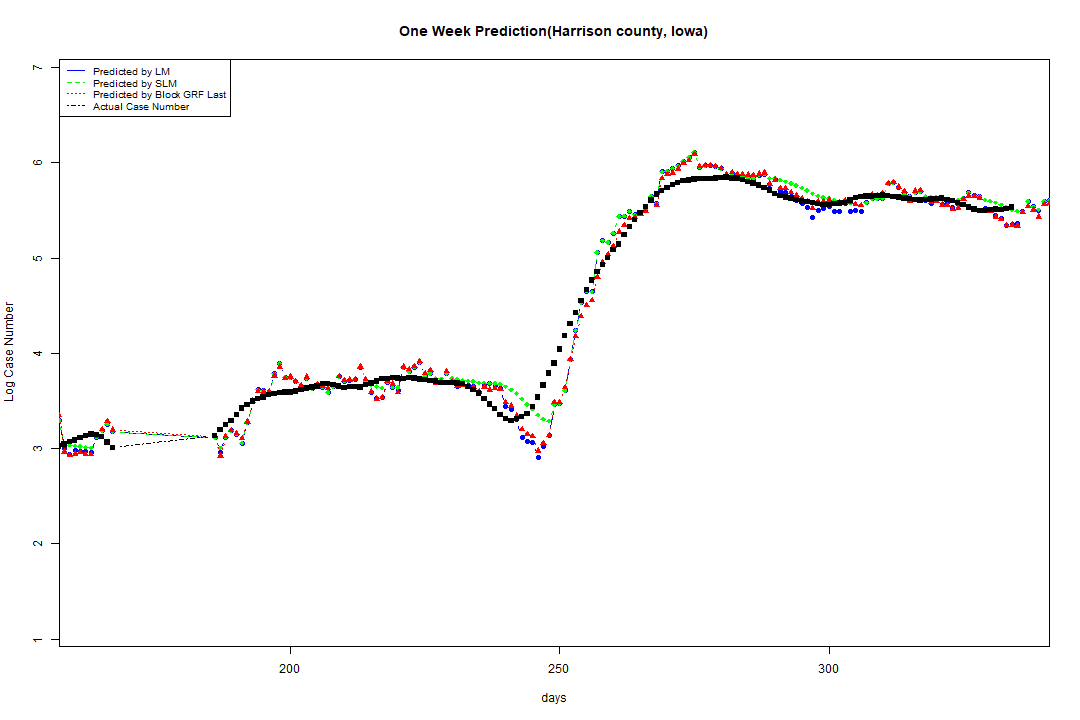 One Week Prediction(Harrison county, Iowa)
Predicted by LM
Predicted by SLM
Predicted by Block GRF Last
Actual Case Number
7
6
5
4
3
2
1
Log Case Number
200
250
300
days